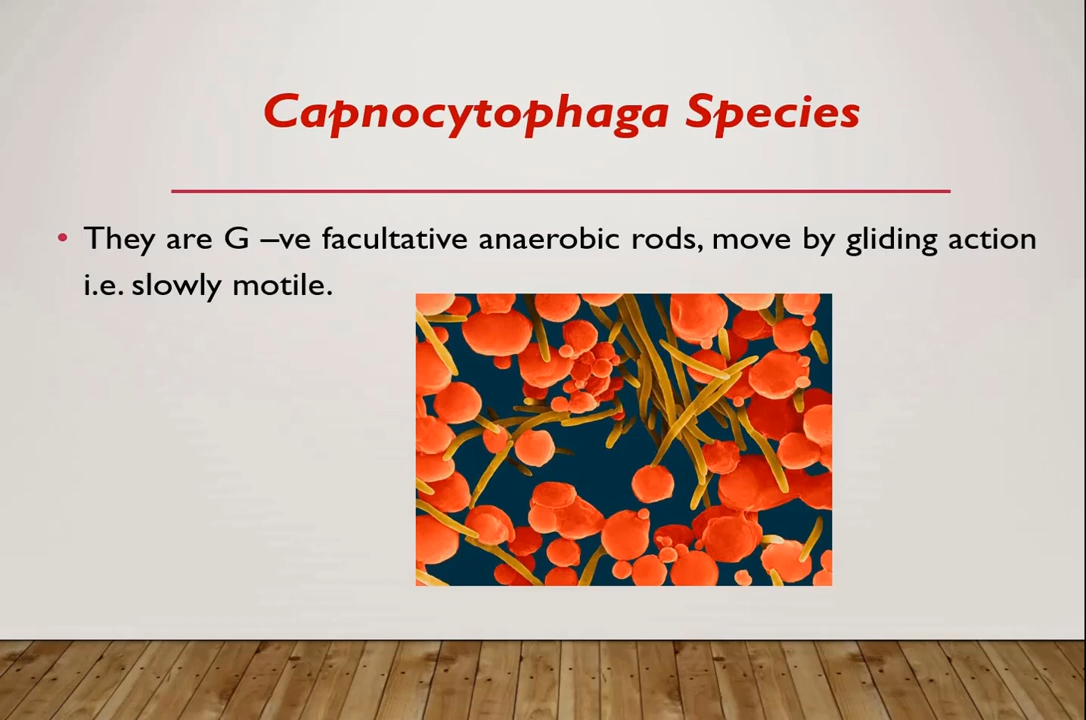 Capnocytophaga Species
• They are G –ve facultative anaerobic rods, move by gliding action
i.e. slowly motile.